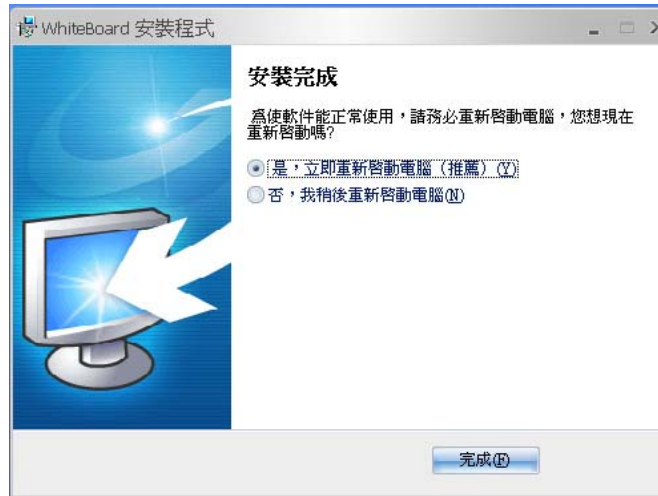 WhiteBoard 安裝程式
安裝完成
爲使軟件能正常使用，請務必重新啓動電腦，您想現在
重新啓動嗎?
是，立即重新啓動電腦（推薦）(Y)
否，我稍後重新啓動電腦(N)
完成(F)